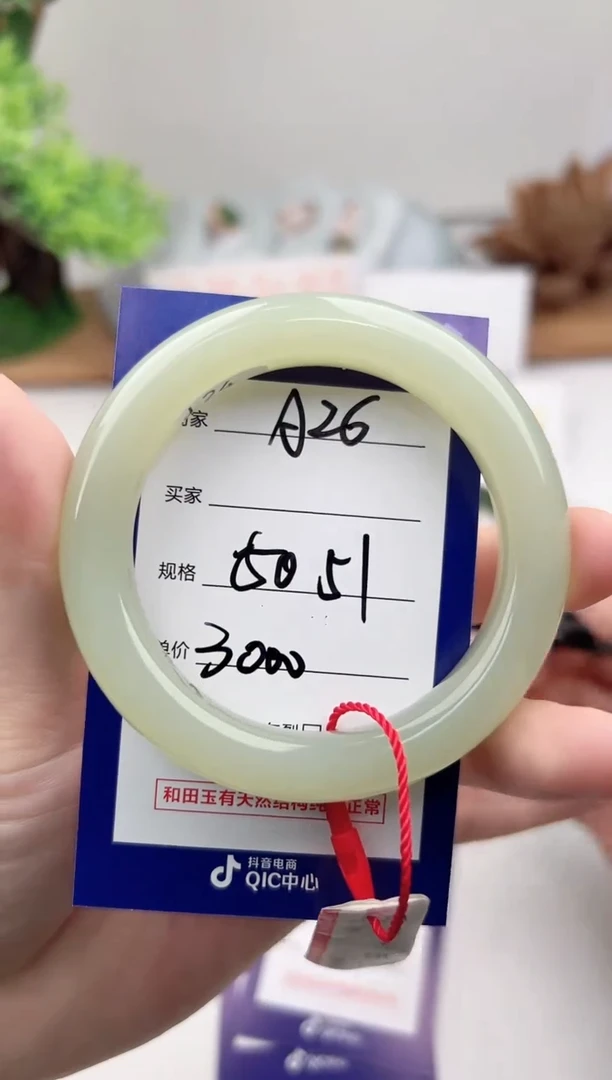 家 A26
买家
规格 50 51
价 3000
和田玉有天然结构纯 正常
抖音电商
QIC中心